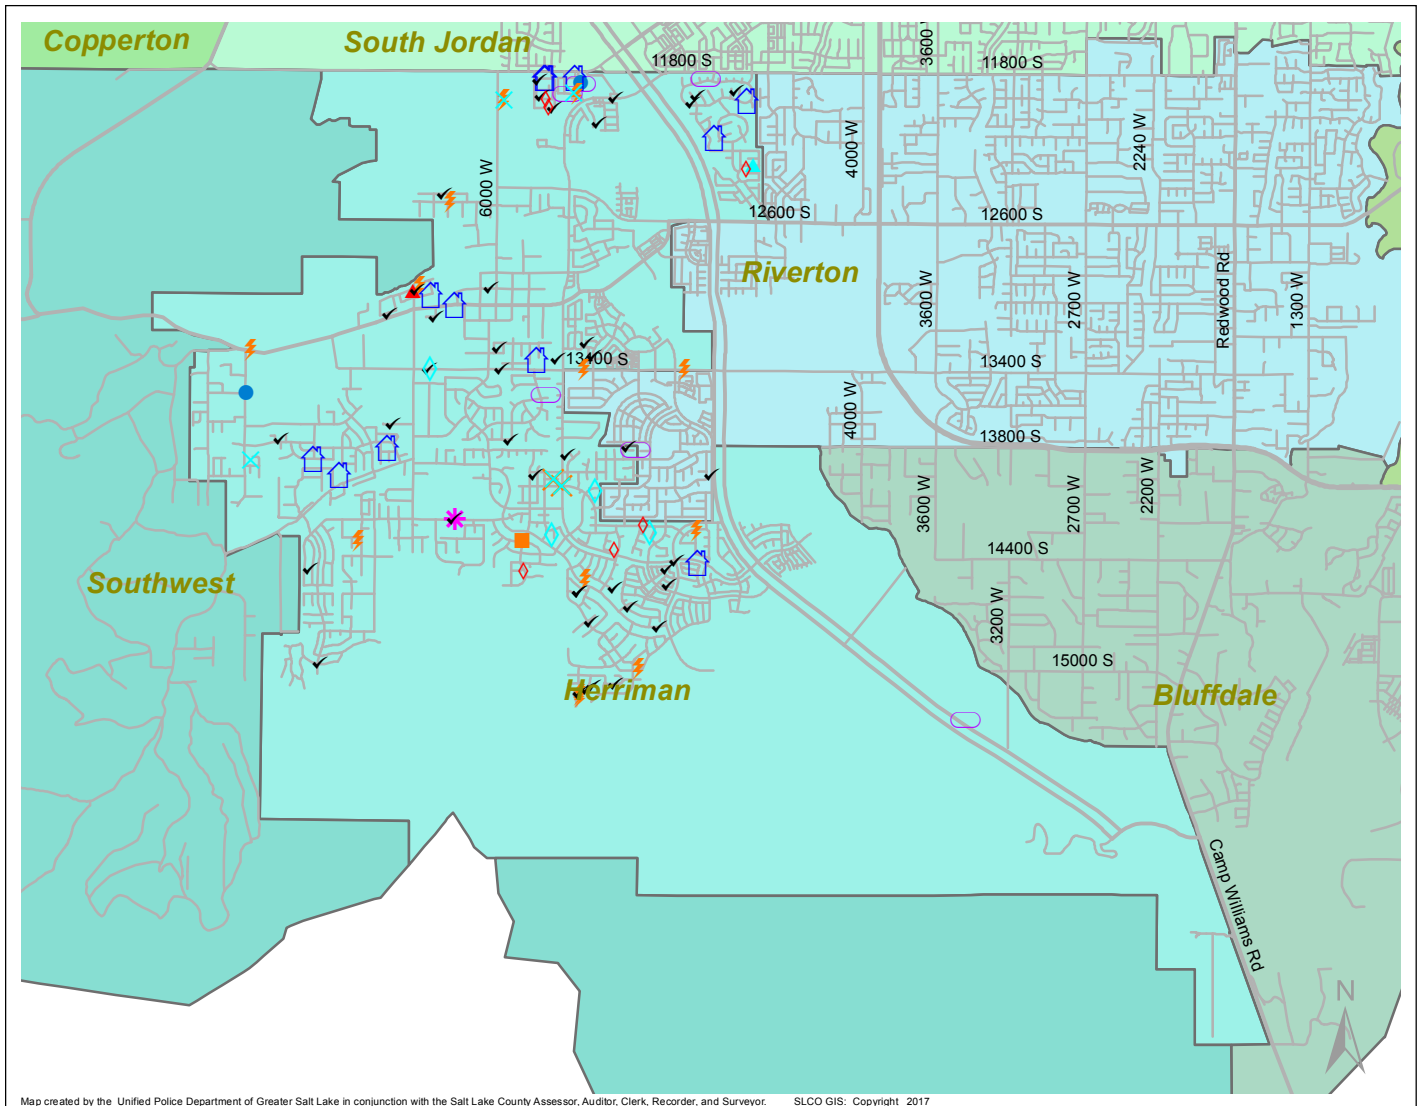 Copperton
South Jordan
11800 S
3600
11800 S
4000 W
2240 W
6000 W
12600 S
12600 S
Riverton
3600 W
2700 W
Redwood Rd
1300 W
13400 S
13400 S
4000 W
13800 S
3600 W
2700 W
2200 W
14400 S
Southwest
3200 W
15000 S
Herriman
Bluffdale
Camp Williams Rd
N
Map created by the Unified Police Department of Greater Salt Lake in conjunction with the Salt Lake County Assessor, Auditor, Clerk, Recorder, and Surveyor. SLCO GIS: Copyright 2017